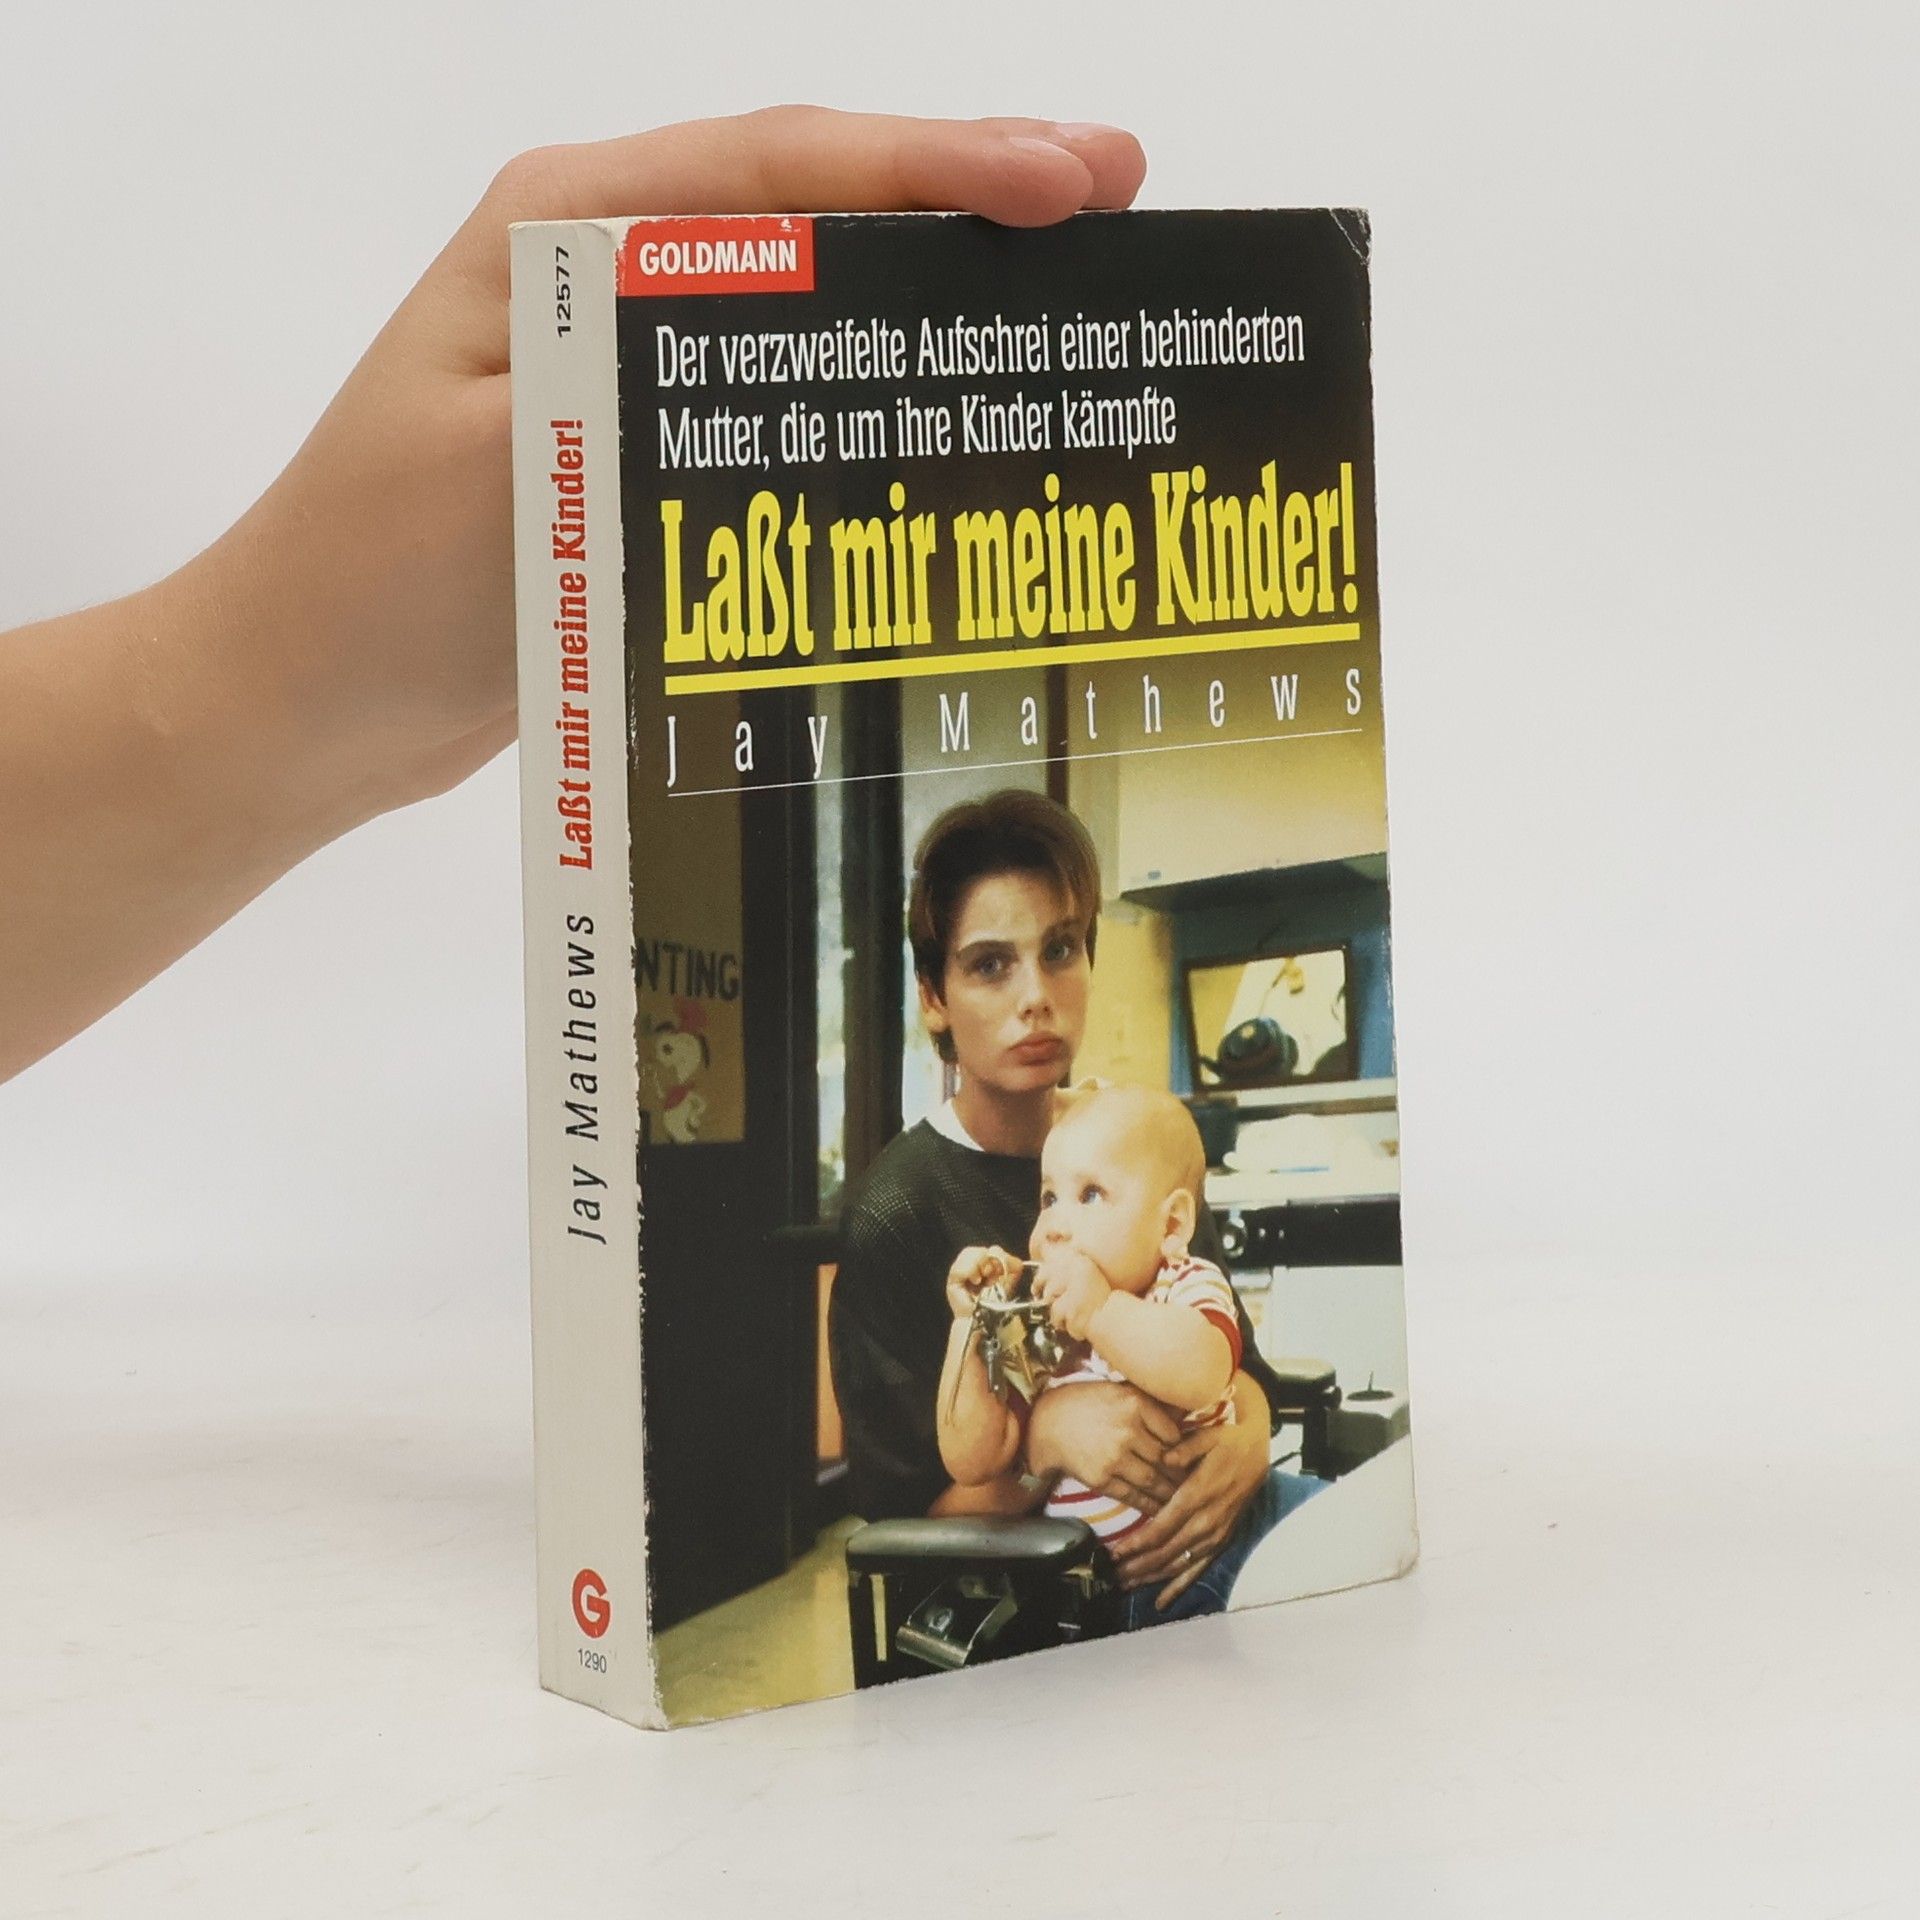 GOLDMANN
Der verzweifelte Aufschrei einer behinderten
Mutter, die um ihre Kinder kämpfte
Laßt mir meine Kinder!
Jay Mathews
NTING
12577
Jay Mathews Laßt mir meine Kinder!
G
1290